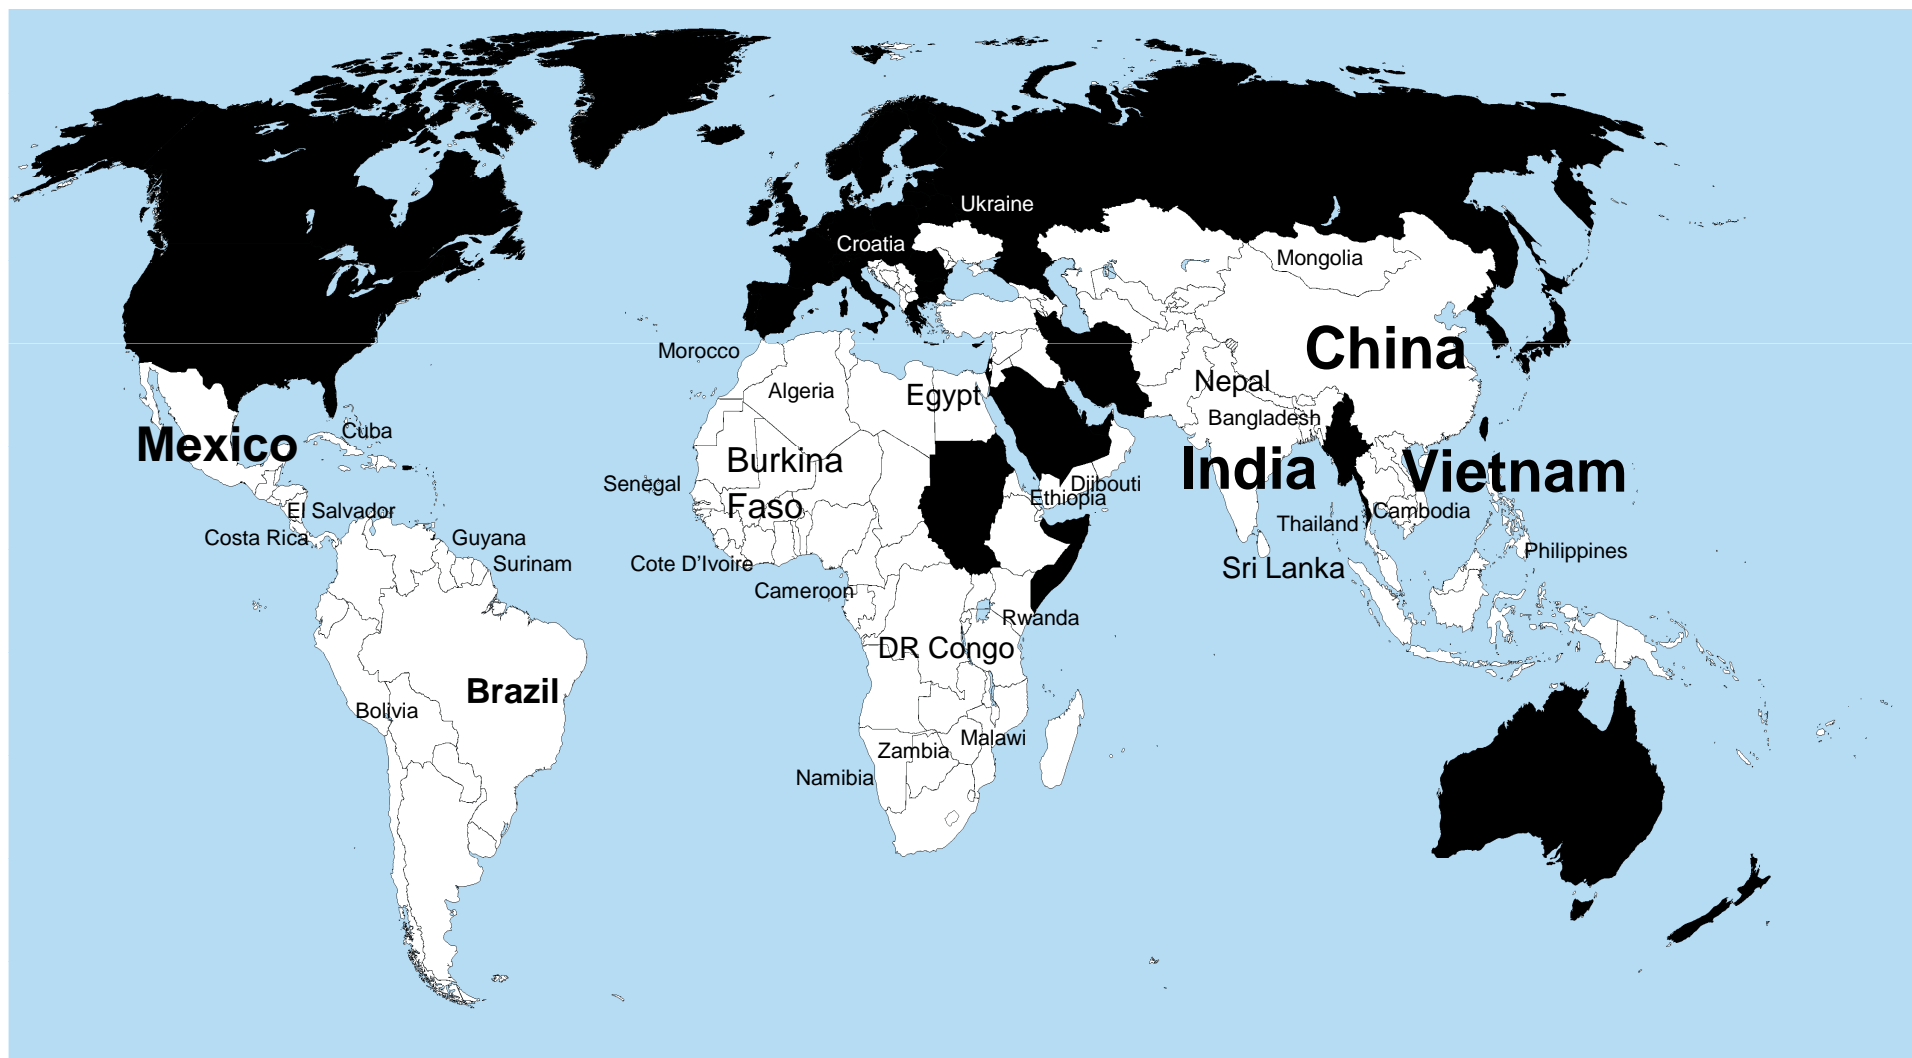 Ukraine
Croatia
Mongolia
China
Morocco
Nepal
Algeria
Egypt
Bangladesh
Mexico
Cuba
Burkina
Faso
India
Vietnam
Senegal
Djibouti
Ethiopia
El Salvador
Cambodia
Thailand
Costa Rica
Guyana
Philippines
Surinam
Cote D'Ivoire
Sri Lanka
Cameroon
Rwanda
DR Congo
Brazil
Bolivia
Malawi
Zambia
Namibia